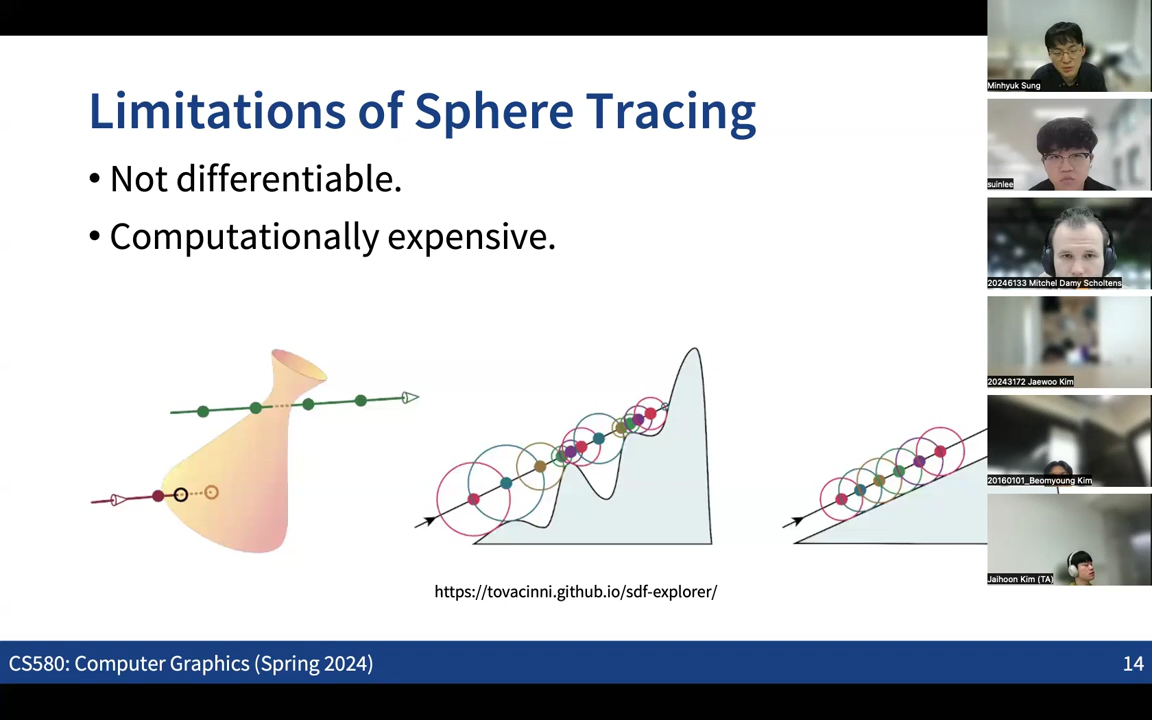 Limitations of Sphere Tracing
• Not differentiable.
• Computationally expensive.
https://tovacinni.github.io/sdf-explorer/
CS580: Computer Graphics (Spring 2024)
14
Minhyuk Sung
suinlee
20246133 Mitchel Damy Scholtens
20243172 Jaewoo Kim
20160101_Beomyoung Kim
Jaihoon Kim (TA)